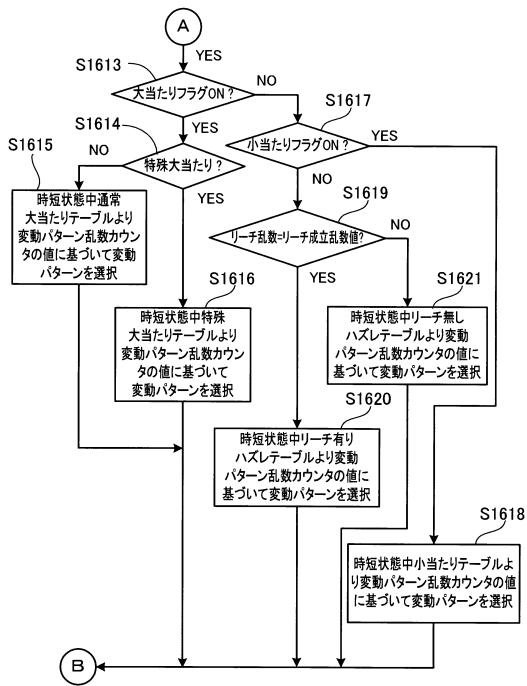 A
YES
S1613
大当たりフラグON？
NO
YES
S1617
小当たりフラグON？
YES
NO
S1614
特殊大当たり？
NO
YES
S1615
時短状態中通常
大当たりテーブルより
変動パターン乱数カウン
タの値に基づいて変動
パターンを選択
S1619
リーチ乱数=リーチ成立乱数値?
NO
YES
S1616
時短状態中特殊
大当たりテーブルより
変動パターン乱数カウン
タの値に基づいて
変動パターンを選択
S1621
時短状態中リーチ無し
ハズレテーブルより変動
パターン乱数カウンタの値に
基づいて変動パターンを選択
S1620
時短状態中リーチ有り
ハズレテーブルより変動
パターン乱数カウンタの値に
基づいて変動パターンを選択
S1618
時短状態中小当たりテーブルよ
り変動パターン乱数カウンタの値
に基づいて変動パターンを選択
B